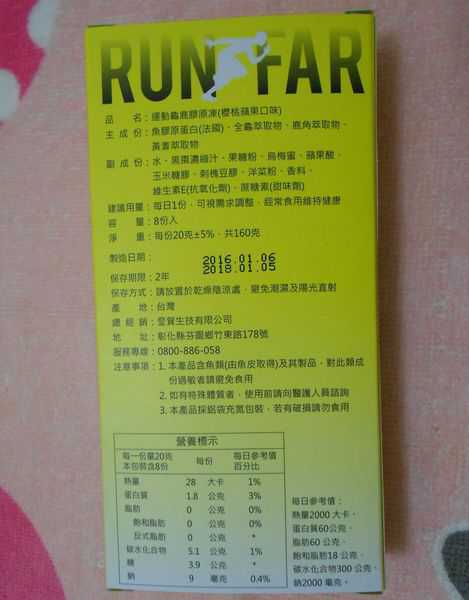 RUN FAR
品名：運動龜鹿膠原凍(櫻桃蘋果口味)
主成份：魚膠原蛋白(法國)、全龜萃取物、鹿角萃取物、
黃耆萃取物
副成份：水、黑棗濃縮汁、果糖粉、烏梅蜜、蘋果酸、
玉米糖膠、刺槐豆膠、洋菜粉、香料、
維生素E(抗氧化劑)、蔗糖素(甜味劑)
建議用量：每日1份，可視需求調整，經常食用維持健康
容量：8份入
淨重：每份20克±5%，共160克
製造日期：2016.01.06
2018.01.05
保存期限：2年
保存方式：請放置於乾燥陰涼處，避免潮濕及陽光直射
產地：台灣
總經銷：登質生技有限公司
地址：彰化縣芬園鄉竹東路178號
服務專線：0800-886-058
注意事項：1. 本產品含魚類(由魚皮取得)及其製品，對此類成
份過敏者請避免食用
2. 如有特殊體質者，使用前請向醫護人員諮詢
3. 本產品採鋁袋充氮包裝，若有破損請勿食用
營養標示
每一份量20克
本包裝含8份
每份
每日參考值
百分比
熱量 28 大卡 1%
蛋白質 1.8 公克 3%
脂肪 0 公克 0%
飽和脂肪 0 公克 0%
反式脂肪 0 公克 *
碳水化合物 5.1 公克 1%
糖 3.9 公克 *
鈉 9 毫克 0.4%
每日參考值：
熱量2000 大卡、
蛋白質60公克、
脂肪60 公克、
飽和脂肪18 公克、
碳水化合物300 公克、
鈉2000 毫克。